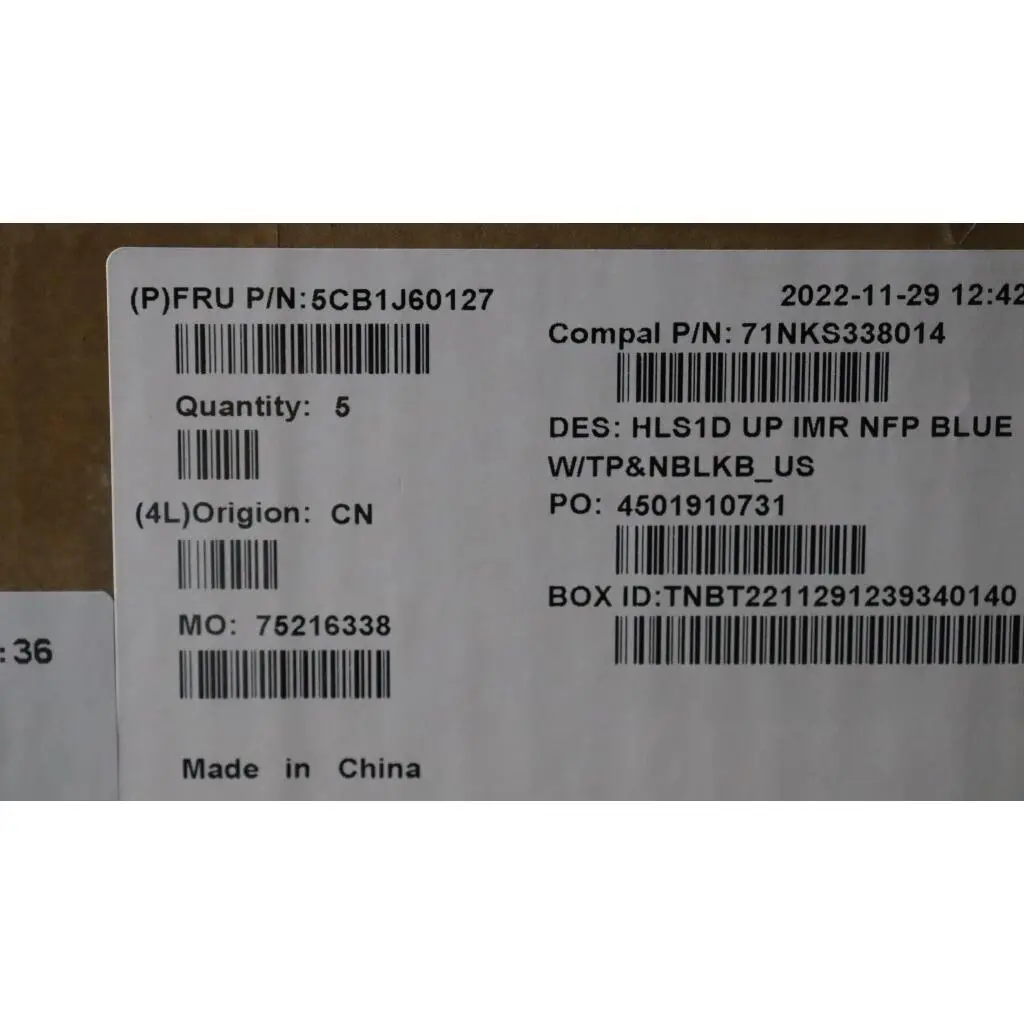 (P)FRU P/N:5CB1J60127
Quantity: 5
(4L)Origion: CN
MO: 75216338
Made in China
2022-11-29 12:42
Compal P/N: 71NKS338014
DES: HLS1D UP IMR NFP BLUE
W/TP&NBLKB_US
PO: 4501910731
BOX ID:TNBT2211291239340140
:36